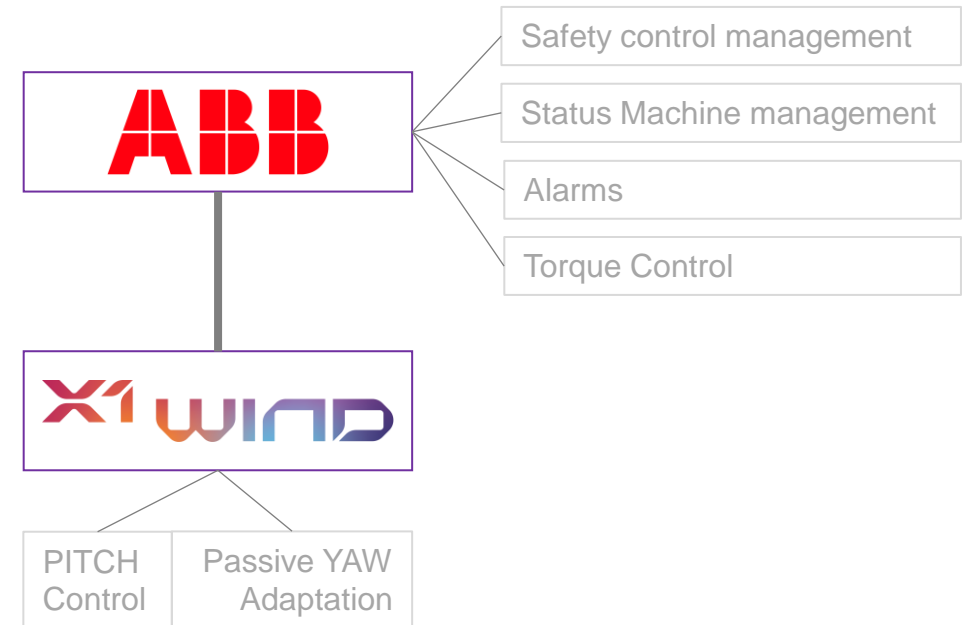 Safety control management
ABB
Status Machine management
Alarms
Torque Control
X1 WIND
PITCH
Control
Passive YAW
Adaptation